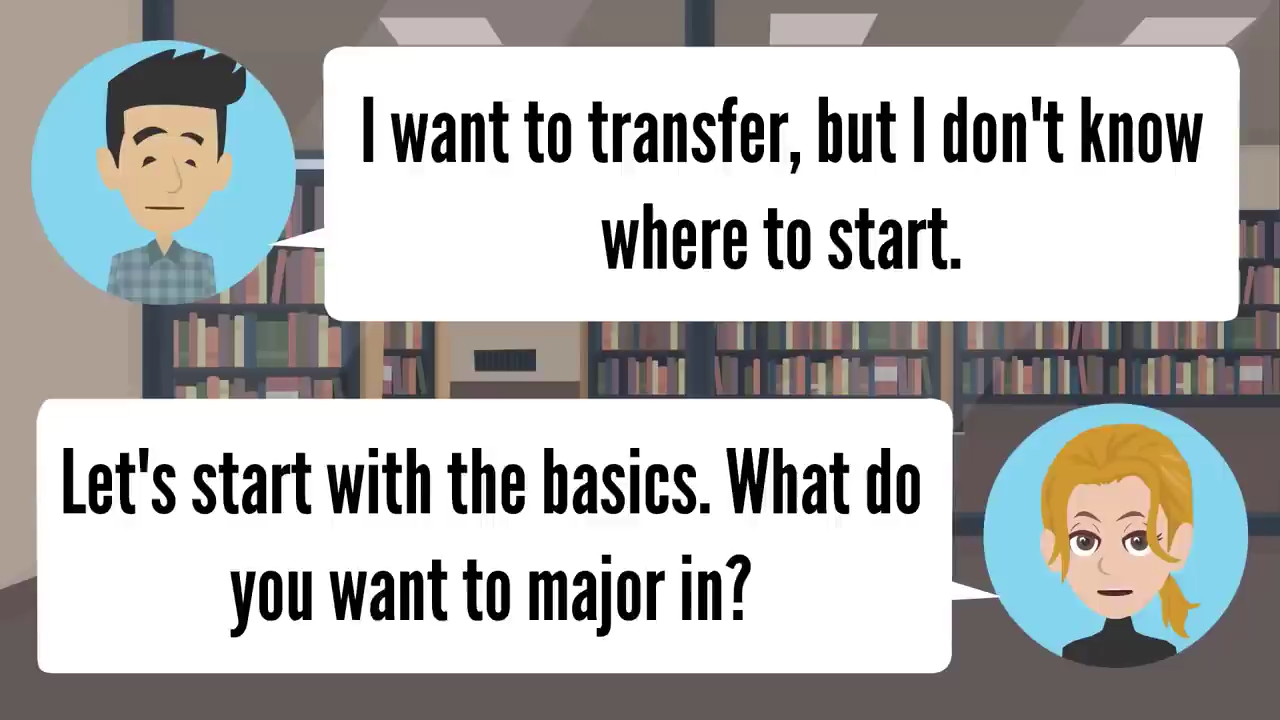 I want to transfer, but I don't know
where to start.
Let's start with the basics. What do
you want to major in?